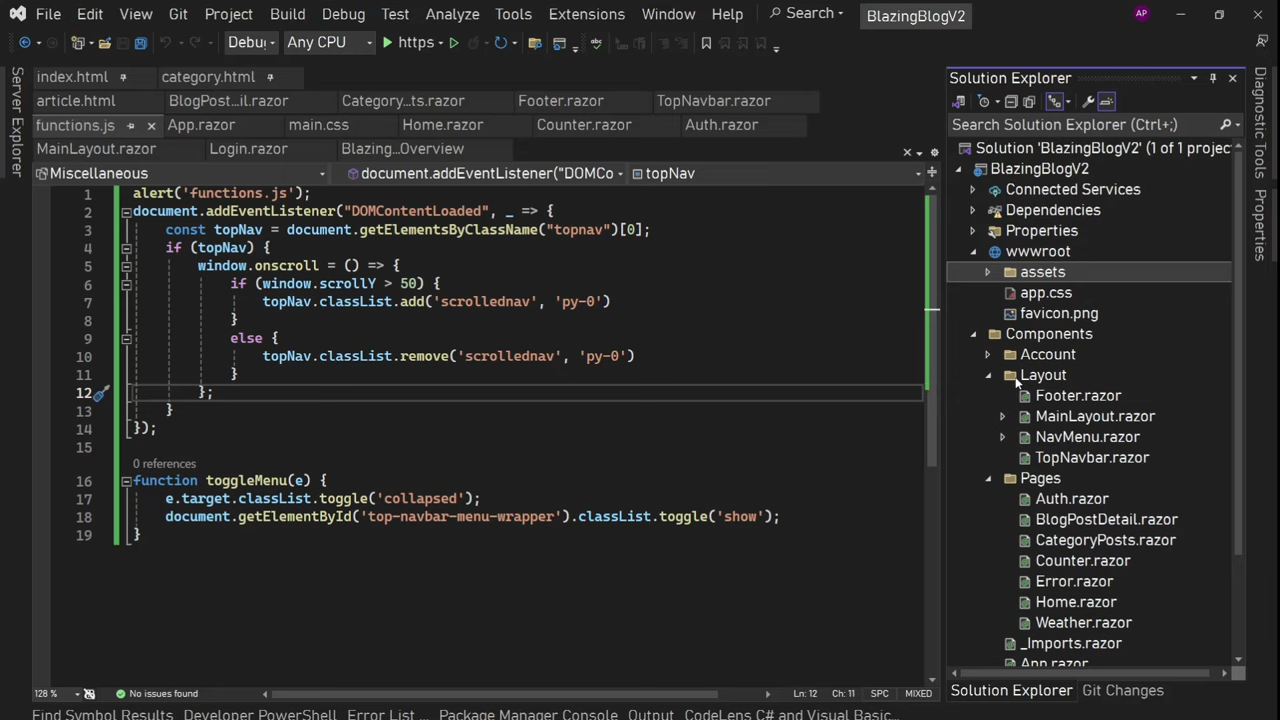 File Edit View Git Project Build Debug Test Analyze Tools Extensions Window Help Search BlazingBlogV2 AP
Debug Any CPU https
Server Explorer
index.html category.html
article.html BlogPost...il.razor Category...ts.razor Footer.razor TopNavbar.razor
functions.js App.razor main.css Home.razor Counter.razor Auth.razor
MainLayout.razor Login.razor Blazing...Overview
Miscellaneous document.addEventListener("DOMCo topNav
1 alert('functions.js');
2 document.addEventListener("DOMContentLoaded", _ => {
3 const topNav = document.getElementsByClassName("topnav")[0];
4 if (topNav) {
5 window.onscroll = () => {
6 if (window.scrollY > 50) {
7 topNav.classList.add('scrollednav', 'py-0')
8 }
9 else {
10 topNav.classList.remove('scrollednav', 'py-0')
11 }
12 };
13 }
14 });
15
0 references
16 function toggleMenu(e) {
17 e.target.classList.toggle('collapsed');
18 document.getElementById('top-navbar-menu-wrapper').classList.toggle('show');
19 }
128 % No issues found Ln: 12 Ch: 11 SPC MIXED
Solution Explorer
Search Solution Explorer (Ctrl+;)
Solution 'BlazingBlogV2' (1 of 1 projec
BlazingBlogV2
Connected Services
Dependencies
Properties
wwwroot
assets
app.css
favicon.png
Components
Account
Layout
Footer.razor
MainLayout.razor
NavMenu.razor
TopNavbar.razor
Pages
Auth.razor
BlogPostDetail.razor
CategoryPosts.razor
Counter.razor
Error.razor
Home.razor
Weather.razor
_Imports.razor
App.razor
Solution Explorer Git Changes
Diagnostic Tools
Properties
Find Symbol Results Developer PowerShell Error List ... Package Manager Console Output CodeLens C# and Visual Basic...